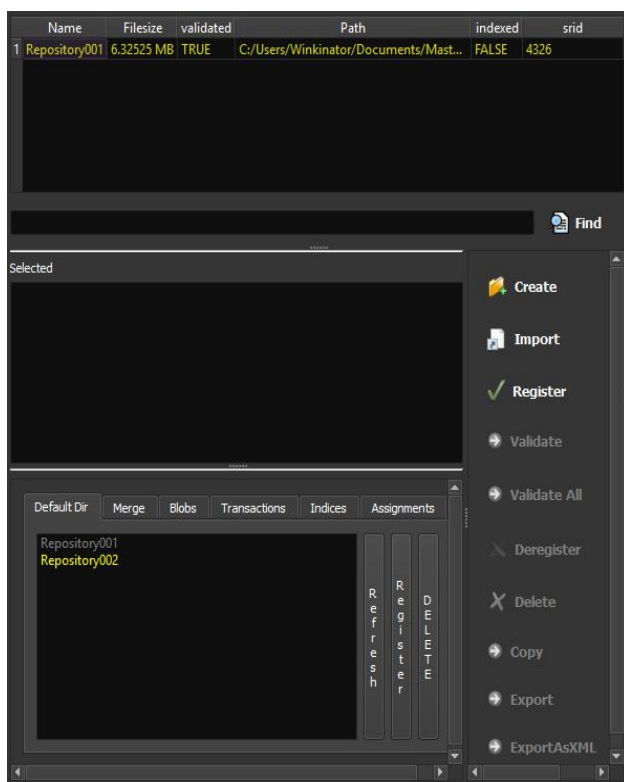 Name Filesize validated Path indexed srid
1 Repository001 6.32525 MB TRUE C:/Users/Winkinator/Documents/Mast... FALSE 4326
Find
Selected
Create
Import
Register
Validate
Validate All
Deregister
Delete
Copy
Export
ExportAsXML
Default Dir Merge Blobs Transactions Indices Assignments
Repository001
Repository002
Refresh
Register
DELETE